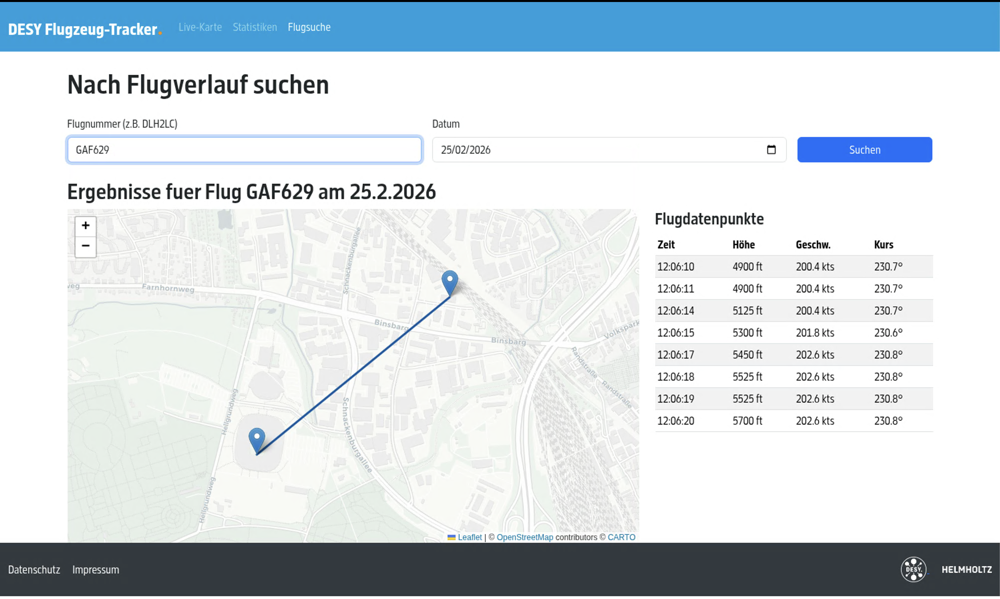 DESY Flugzeug-Tracker. Live-Karte Statistiken Flugsuche
Nach Flugverlauf suchen
Flugnummer (z.B. DLH2LC) Datum
GAF629 25/02/2026 Suchen
Ergebnisse fuer Flug GAF629 am 25.2.2026
+
−
Schnackenburgallee
weg
Farnhornweg
Binsbarg
Binsbarg
Volkspark
Randstraße
Randstraße
Hellgrundweg
Schnackenburgallee
Hellgrundweg
Leaflet | © OpenStreetMap contributors © CARTO
Flugdatenpunkte
Zeit Höhe Geschw. Kurs
12:06:10 4900 ft 200.4 kts 230.7°
12:06:11 4900 ft 200.4 kts 230.7°
12:06:14 5125 ft 200.4 kts 230.7°
12:06:15 5300 ft 201.8 kts 230.6°
12:06:17 5450 ft 202.6 kts 230.8°
12:06:18 5525 ft 202.6 kts 230.8°
12:06:19 5525 ft 202.6 kts 230.8°
12:06:20 5700 ft 202.6 kts 230.8°
Datenschutz Impressum DESY. HELMHOLTZ